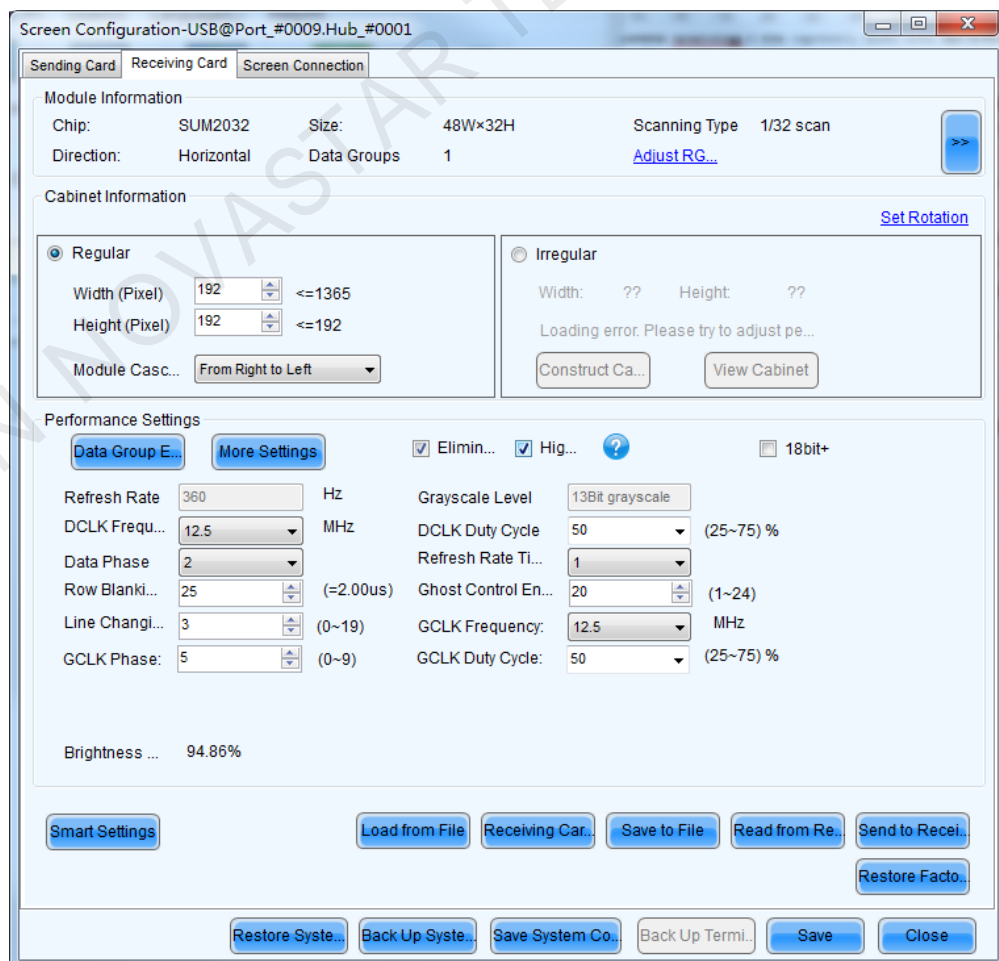 Screen Configuration-USB@Port_#0009.Hub_#0001
Sending Card Receiving Card Screen Connection
Module Information
Chip: SUM2032 Size: 48W×32H Scanning Type 1/32 scan
>>
Direction: Horizontal Data Groups 1 Adjust RG...
Cabinet Information
Set Rotation
Regular Irregular
Width (Pixel) 192 <=1365 Width: ?? Height: ??
Height (Pixel) 192 <=192 Loading error. Please try to adjust pe...
Module Casc... From Right to Left Construct Ca... View Cabinet
Performance Settings
Data Group E... More Settings Elimin... Hig... ? 18bit+
Refresh Rate 360 Hz Grayscale Level 13Bit grayscale
DCLK Frequ... 12.5 MHz DCLK Duty Cycle 50 (25~75) %
Data Phase 2 Refresh Rate Ti... 1
Row Blanki... 25 (=2.00us) Ghost Control En... 20 (1~24)
Line Changi... 3 (0~19) GCLK Frequency: 12.5 MHz
GCLK Phase: 5 (0~9) GCLK Duty Cycle: 50 (25~75) %
Brightness ... 94.86%
Smart Settings Load from File Receiving Car... Save to File Read from Re... Send to Recei...
Restore Facto...
Restore Syste... Back Up Syste... Save System Co... Back Up Termi... Save Close
NOVASTAR